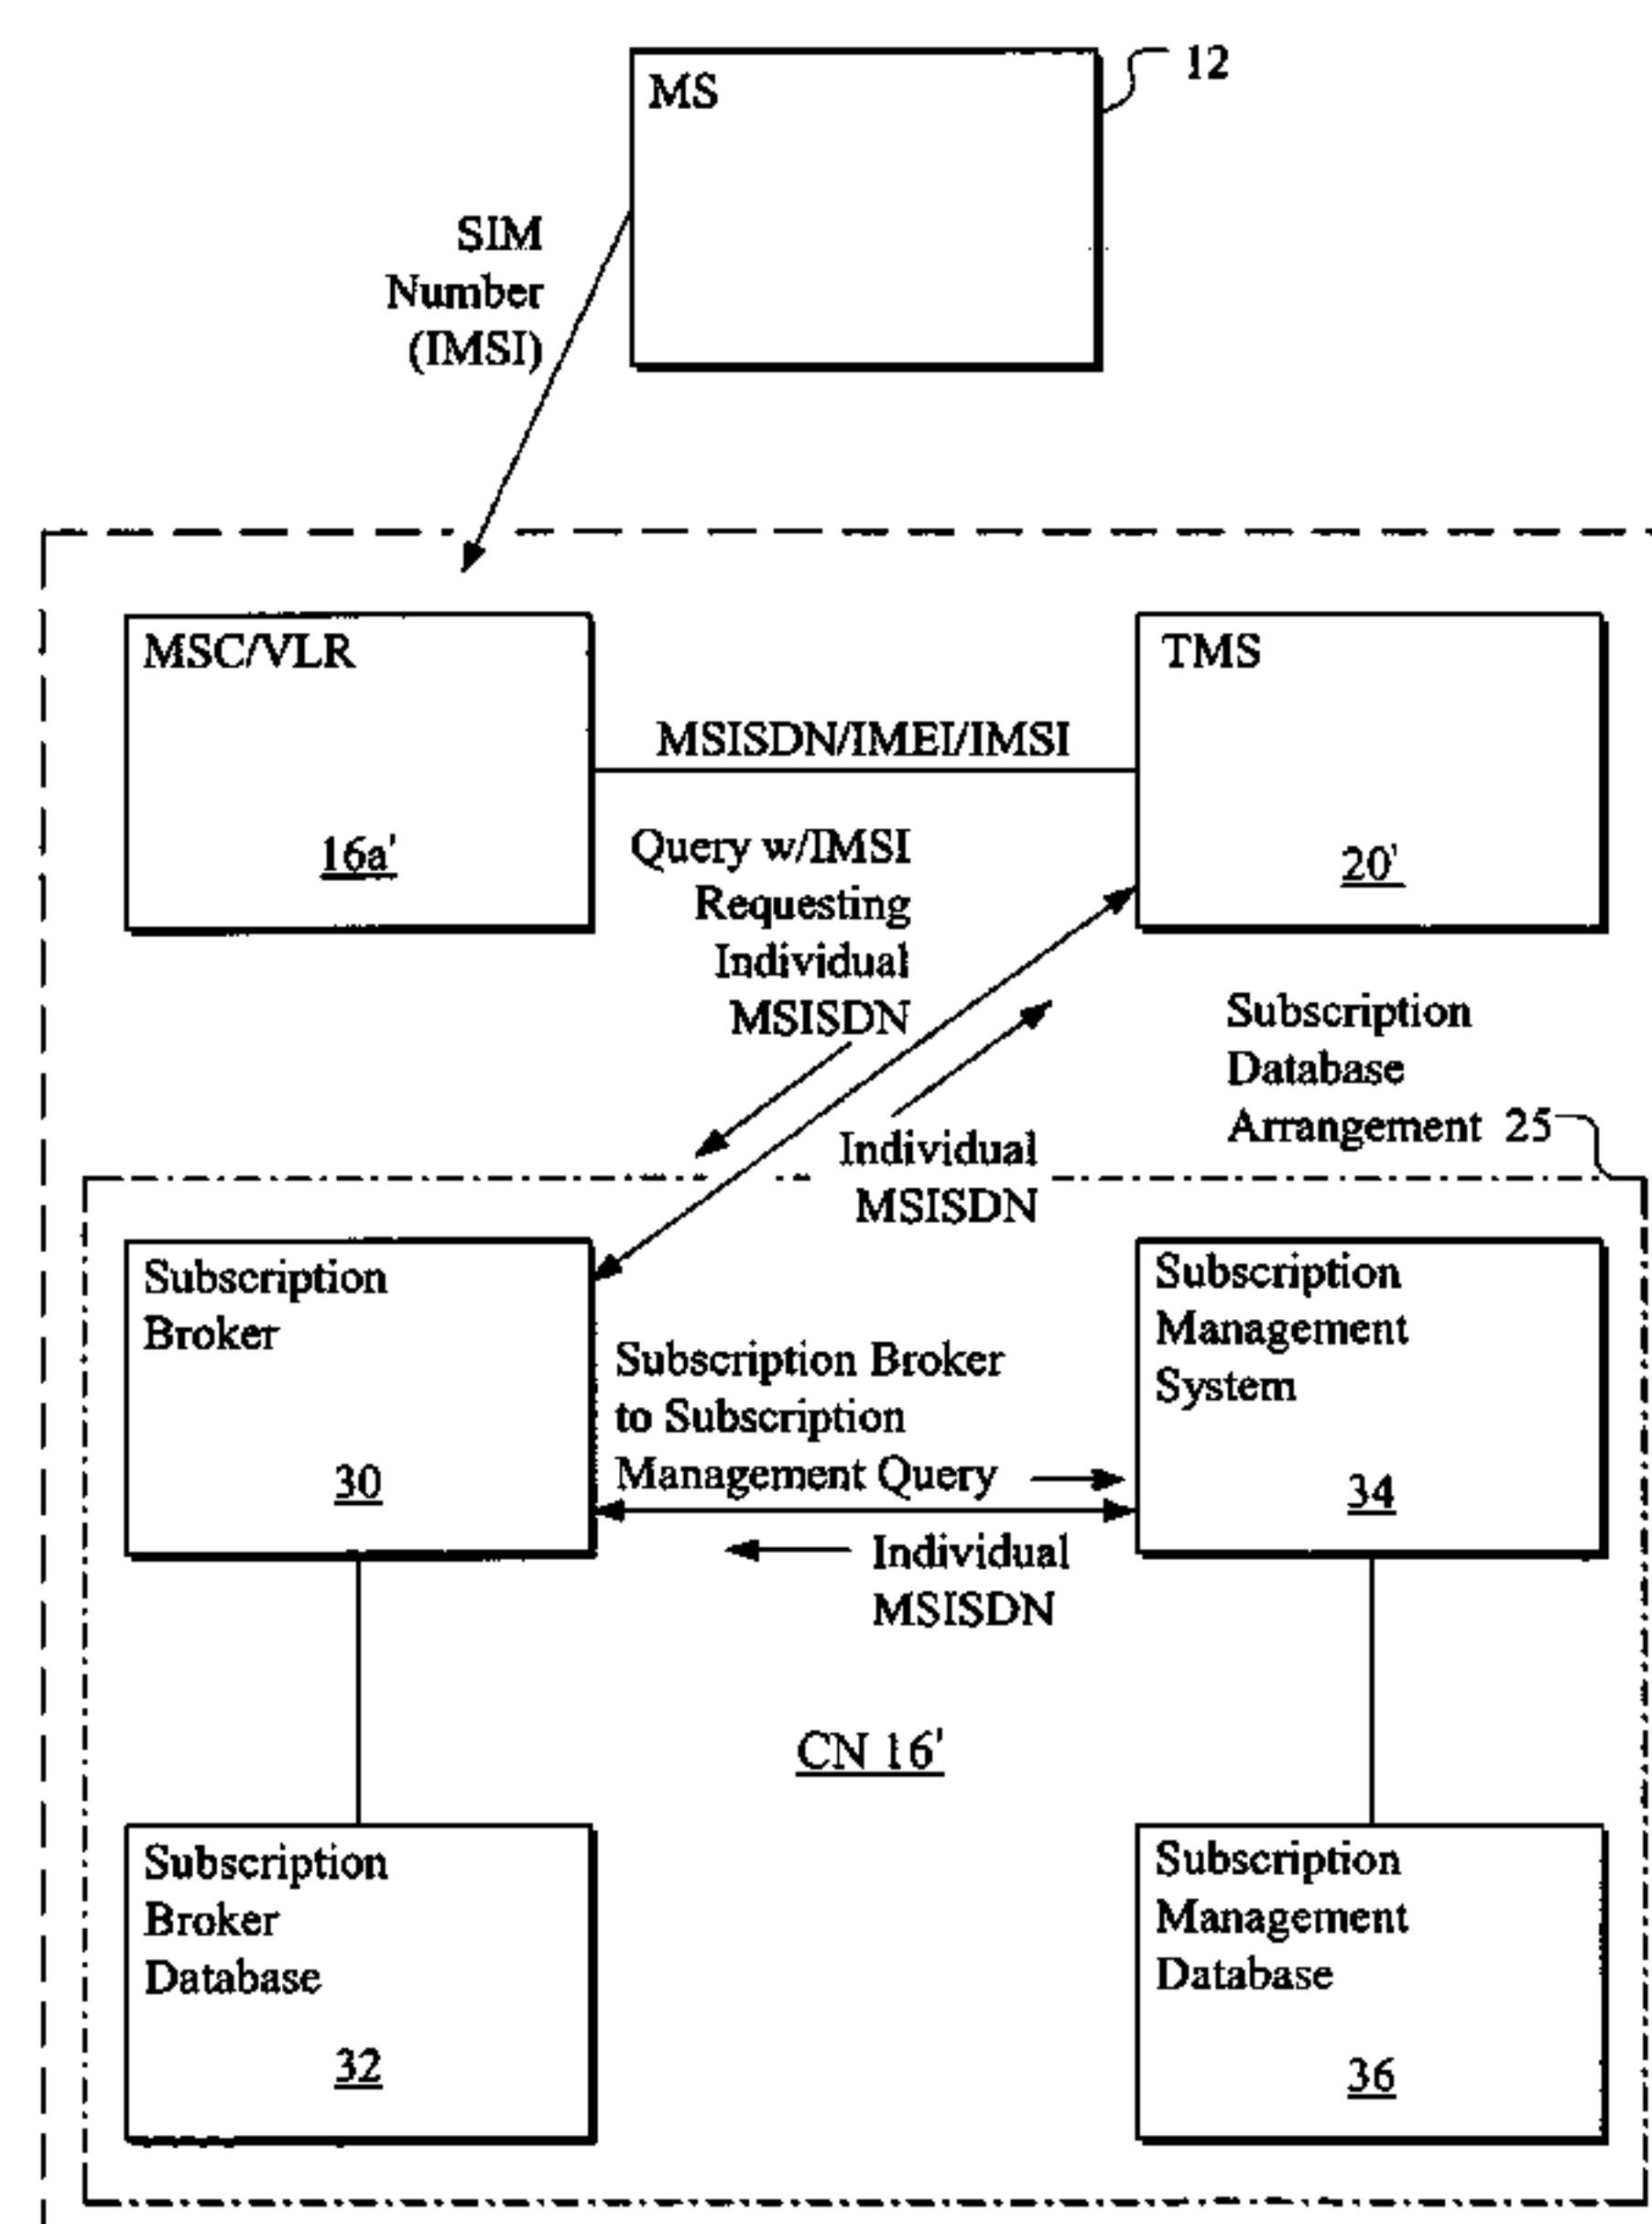 MS
12
SIM
Number
(IMSI)
MSC/VLR
16a'
TMS
20'
MSISDN/IMEI/IMSI
Query w/IMSI
Requesting
Individual
MSISDN
Individual
MSISDN
Subscription
Database
Arrangement 25
Subscription
Broker
30
Subscription Broker
to Subscription
Management Query
Individual
MSISDN
Subscription
Management
System
34
CN 16'
Subscription
Broker
Database
32
Subscription
Management
Database
36